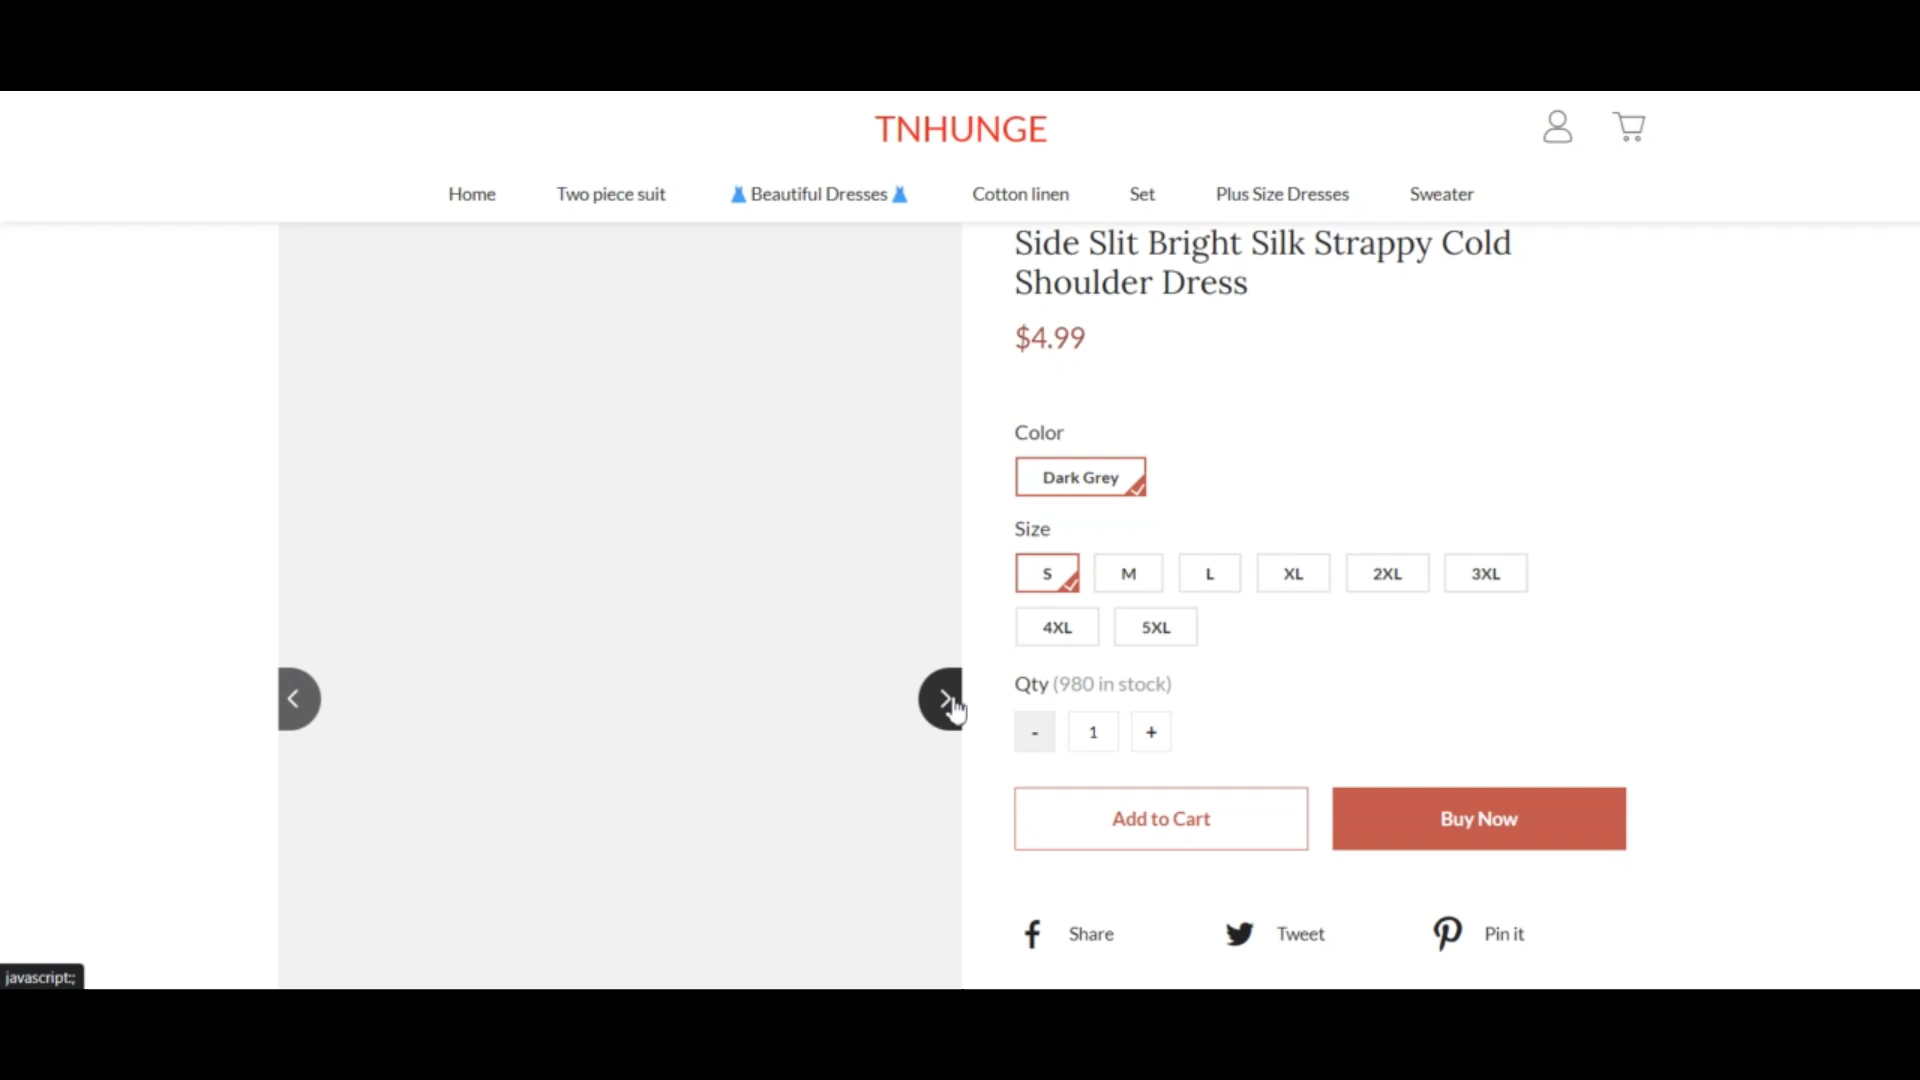 TNHUNGE
Home Two piece suit 👗Beautiful Dresses👗 Cotton linen Set Plus Size Dresses Sweater
Side Slit Bright Silk Strappy Cold
Shoulder Dress
$4.99
Color
Dark Grey
Size
S M L XL 2XL 3XL
4XL 5XL
Qty (980 in stock)
- 1 +
Add to Cart Buy Now
Share Tweet Pin it
javascript:;